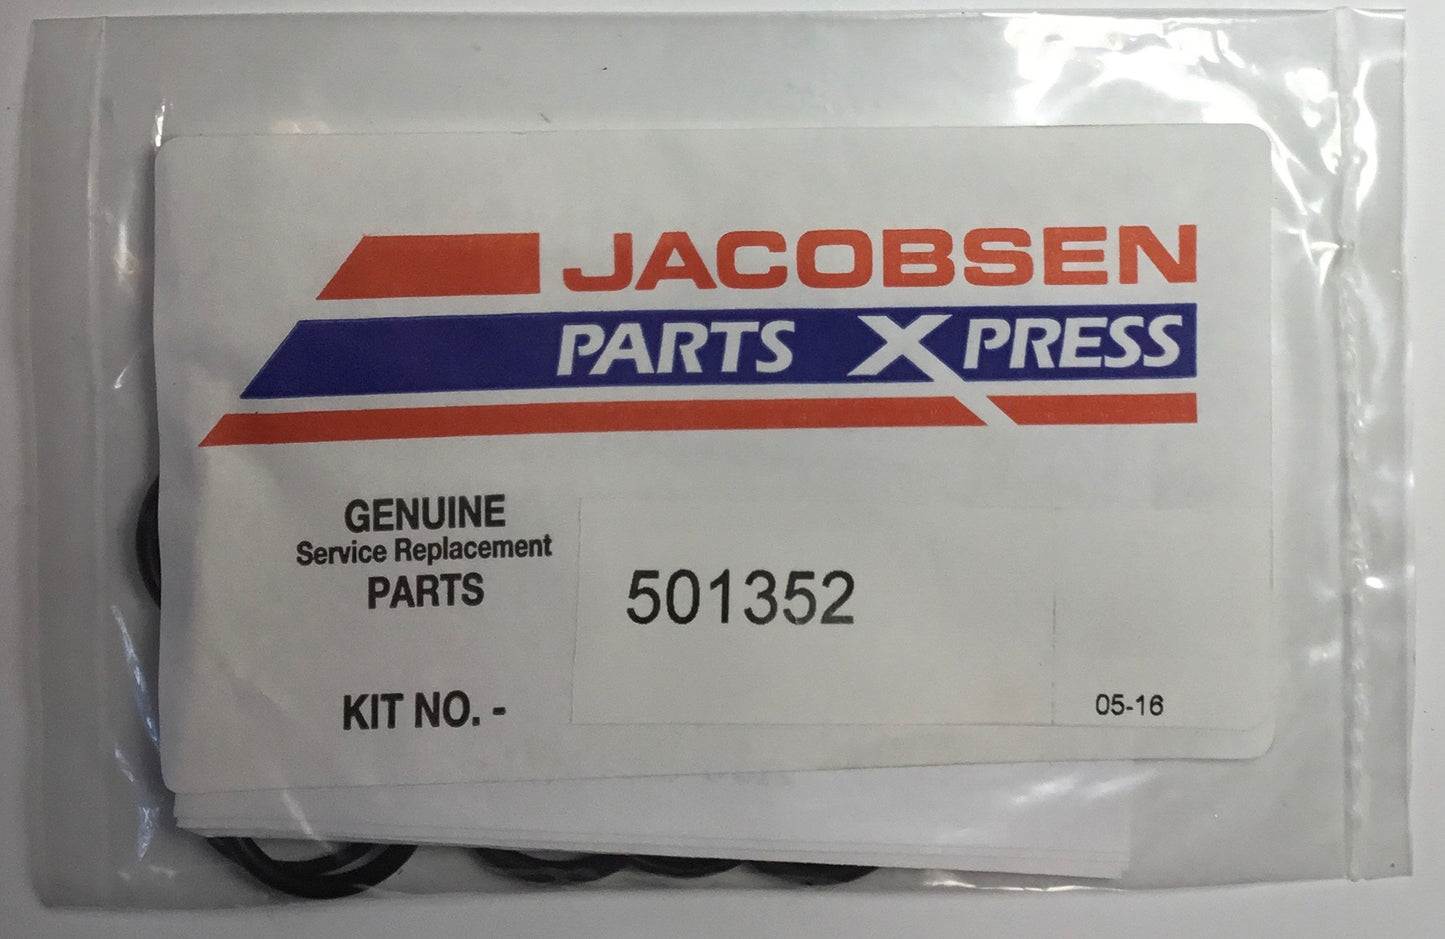 JACOBSEN
PARTS XPRESS
GENUINE
Service Replacement
PARTS
501352
KIT NO. -
05-16